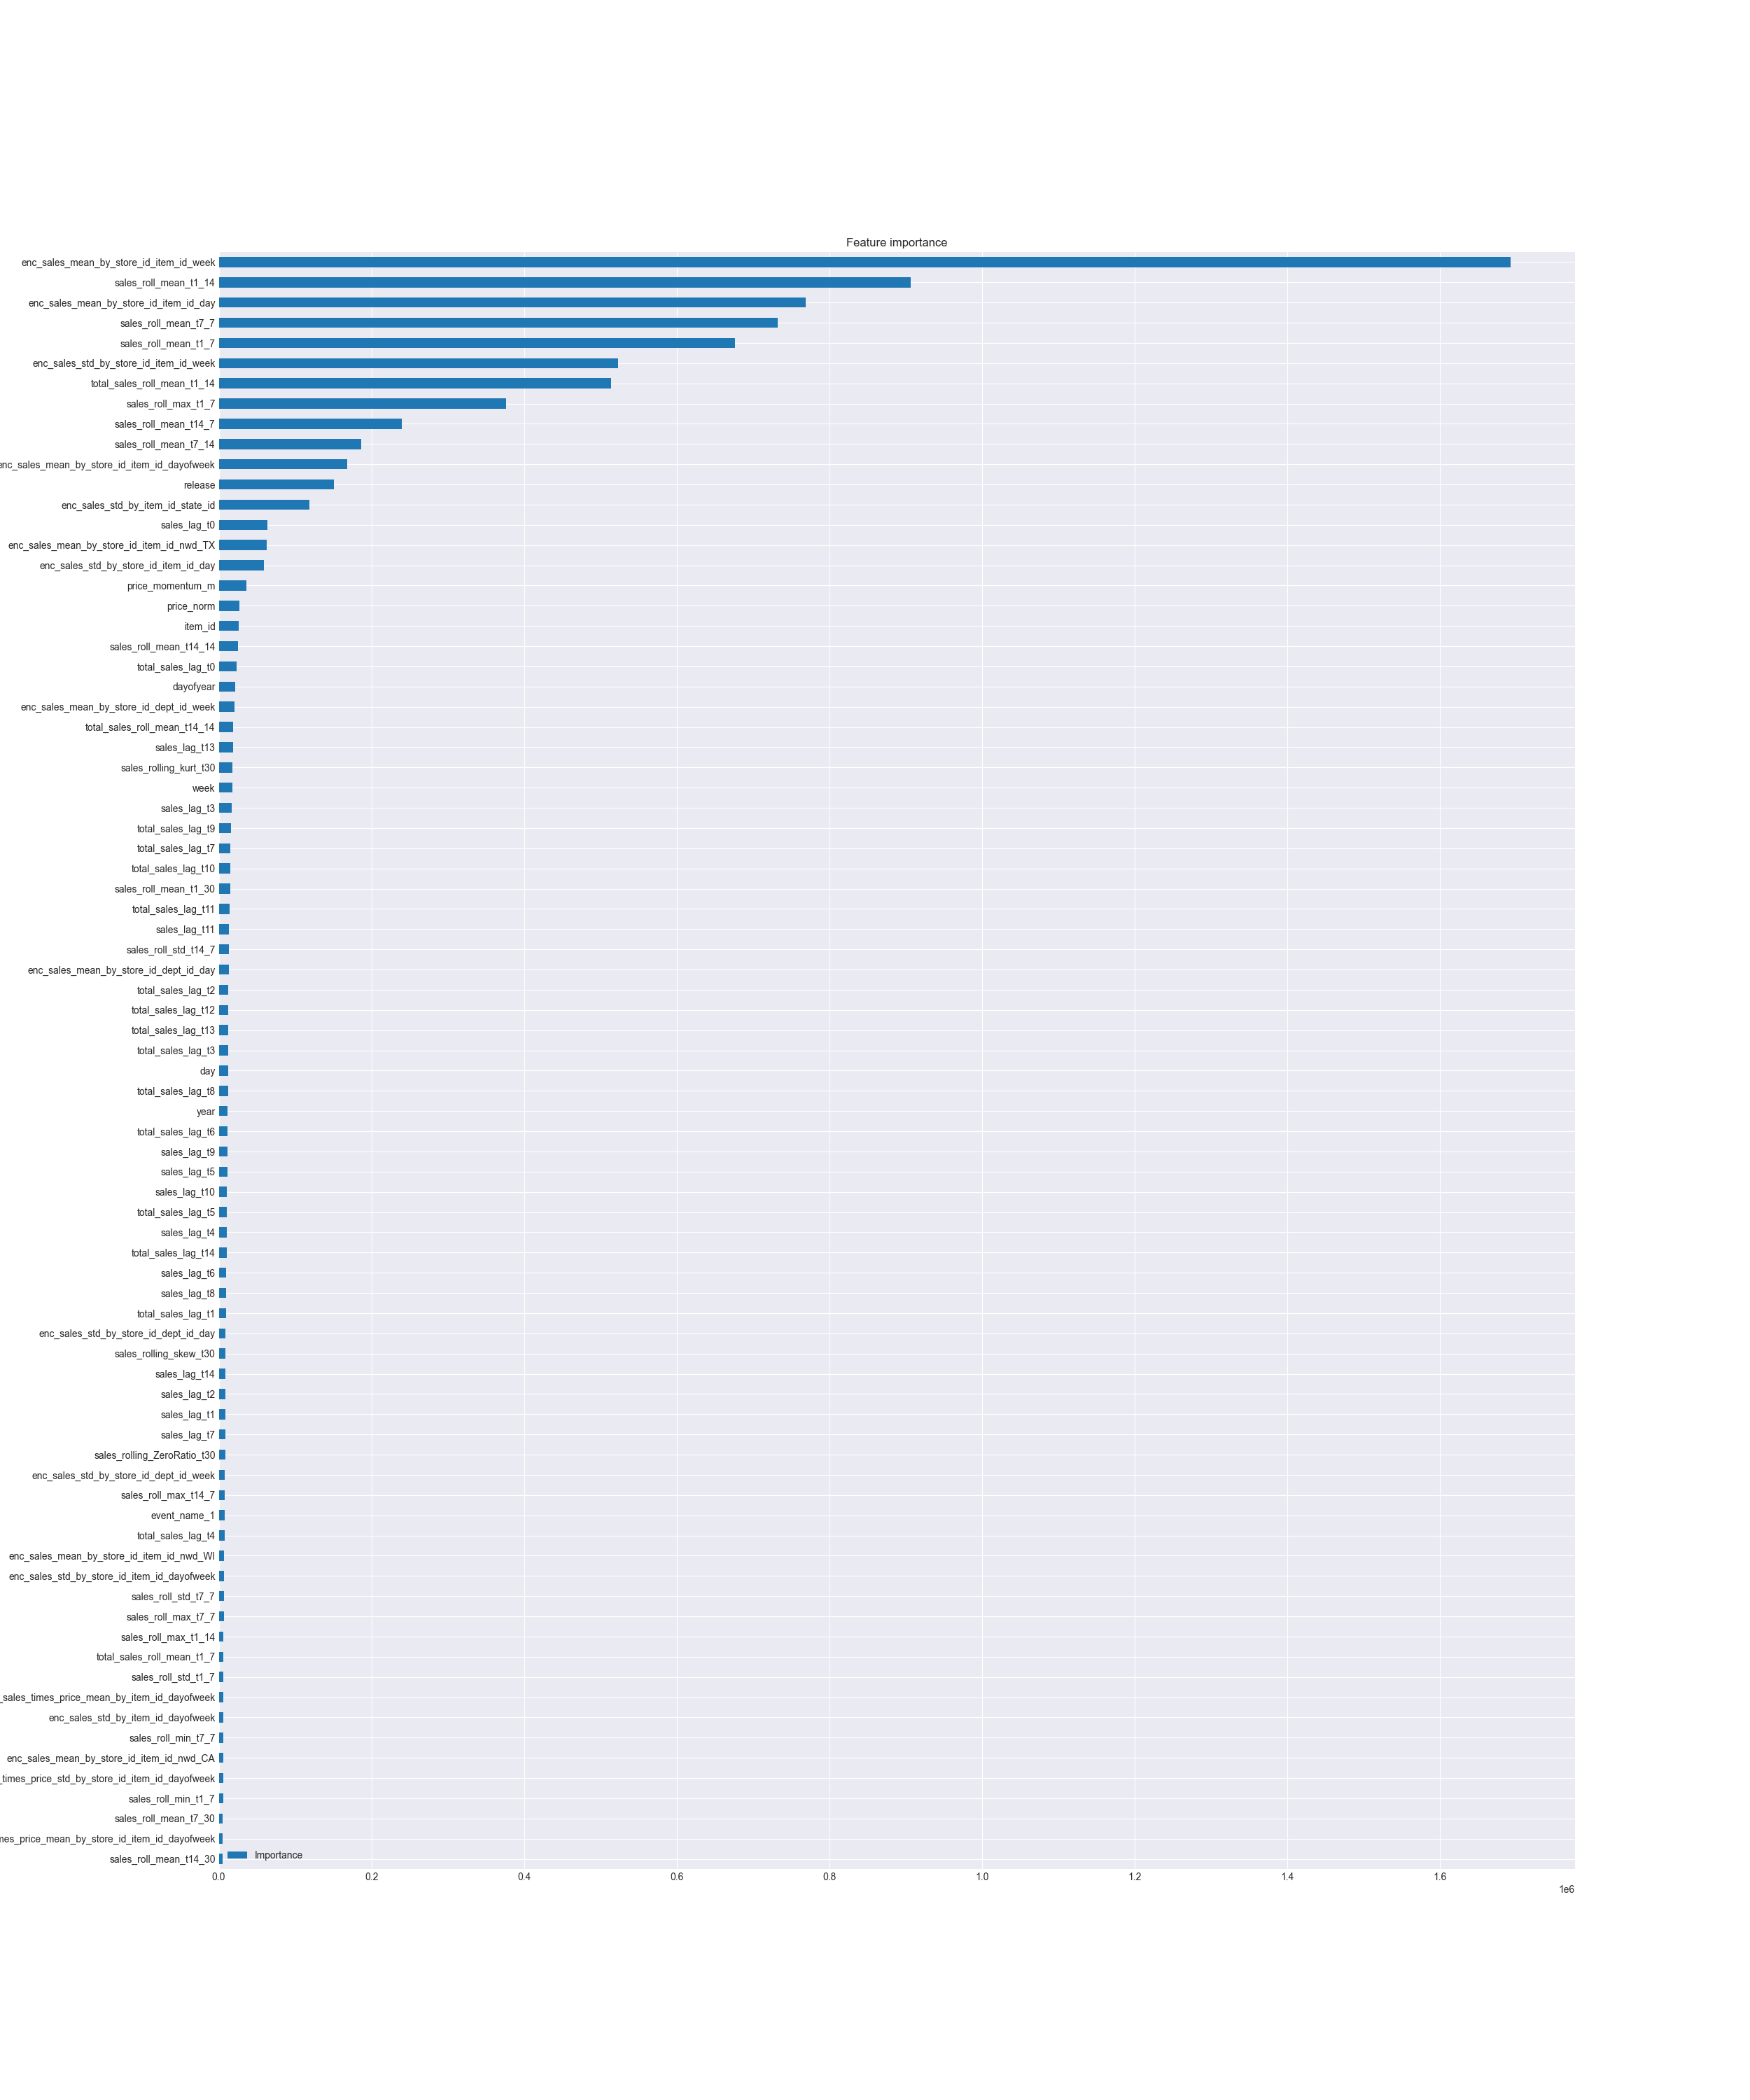 Feature importance
enc_sales_mean_by_store_id_item_id_week
sales_roll_mean_t1_14
enc_sales_mean_by_store_id_item_id_day
sales_roll_mean_t7_7
sales_roll_mean_t1_7
enc_sales_std_by_store_id_item_id_week
total_sales_roll_mean_t1_14
sales_roll_max_t1_7
sales_roll_mean_t14_7
sales_roll_mean_t7_14
enc_sales_mean_by_store_id_item_id_dayofweek
release
enc_sales_std_by_item_id_state_id
sales_lag_t0
enc_sales_mean_by_store_id_item_id_nwd_TX
enc_sales_std_by_store_id_item_id_day
price_momentum_m
price_norm
item_id
sales_roll_mean_t14_14
total_sales_lag_t0
dayofyear
enc_sales_mean_by_store_id_dept_id_week
total_sales_roll_mean_t14_14
sales_lag_t13
sales_rolling_kurt_t30
week
sales_lag_t3
total_sales_lag_t9
total_sales_lag_t7
total_sales_lag_t10
sales_roll_mean_t1_30
total_sales_lag_t11
sales_lag_t11
sales_roll_std_t14_7
enc_sales_mean_by_store_id_dept_id_day
total_sales_lag_t2
total_sales_lag_t12
total_sales_lag_t13
total_sales_lag_t3
day
total_sales_lag_t8
year
total_sales_lag_t6
sales_lag_t9
sales_lag_t5
sales_lag_t10
total_sales_lag_t5
sales_lag_t4
total_sales_lag_t14
sales_lag_t6
sales_lag_t8
total_sales_lag_t1
enc_sales_std_by_store_id_dept_id_day
sales_rolling_skew_t30
sales_lag_t14
sales_lag_t2
sales_lag_t1
sales_lag_t7
sales_rolling_ZeroRatio_t30
enc_sales_std_by_store_id_dept_id_week
sales_roll_max_t14_7
event_name_1
total_sales_lag_t4
enc_sales_mean_by_store_id_item_id_nwd_WI
enc_sales_std_by_store_id_item_id_dayofweek
sales_roll_std_t7_7
sales_roll_max_t7_7
sales_roll_max_t1_14
total_sales_roll_mean_t1_7
sales_roll_std_t1_7
_sales_times_price_mean_by_item_id_dayofweek
enc_sales_std_by_item_id_dayofweek
sales_roll_min_t7_7
enc_sales_mean_by_store_id_item_id_nwd_CA
_times_price_std_by_store_id_item_id_dayofweek
sales_roll_min_t1_7
sales_roll_mean_t7_30
mes_price_mean_by_store_id_item_id_dayofweek
sales_roll_mean_t14_30
Importance
0.0 0.2 0.4 0.6 0.8 1.0 1.2 1.4 1.6
1e6